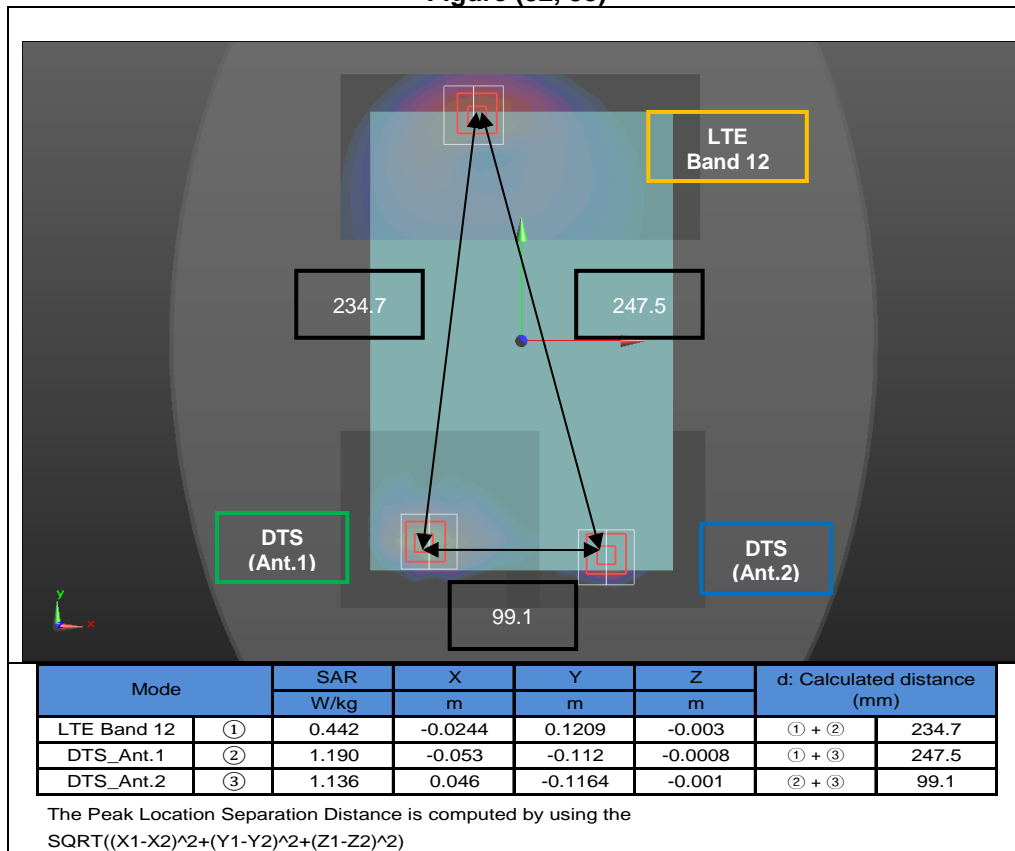 LTE
Band 12
234.7
247.5
DTS
(Ant.1)
DTS
(Ant.2)
99.1
y
x
Mode SAR X Y Z d: Calculated distance (mm)
W/kg m m m
LTE Band 12 ① 0.442 -0.0244 0.1209 -0.003 ① + ② 234.7
DTS_Ant.1 ② 1.190 -0.053 -0.112 -0.0008 ① + ③ 247.5
DTS_Ant.2 ③ 1.136 0.046 -0.1164 -0.001 ② + ③ 99.1
The Peak Location Separation Distance is computed by using the
SQRT((X1-X2)^2+(Y1-Y2)^2+(Z1-Z2)^2)